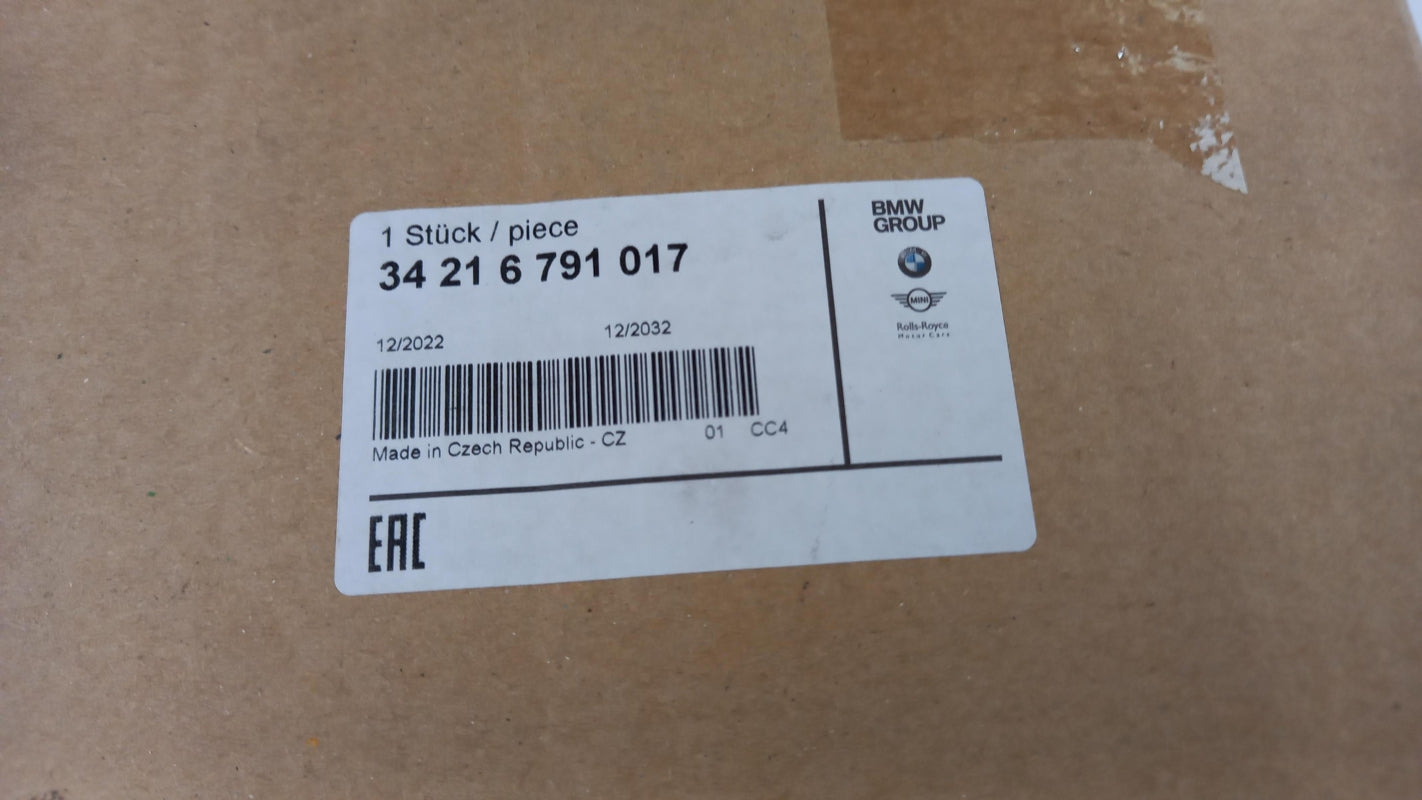 1 Stück / piece
34 21 6 791 017
12/2022 12/2032
Made in Czech Republic - CZ 01 CC4
EAC
BMW
GROUP
MINI
Rolls-Royce
Motor Cars